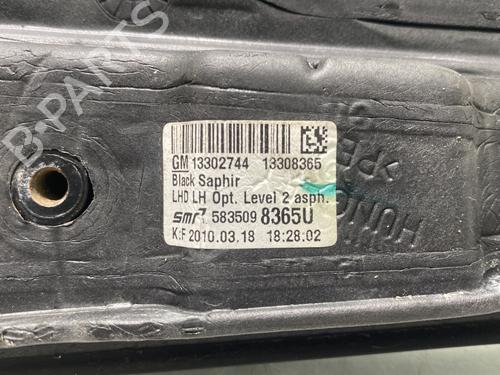 B-PARTS
GM 13302744 13308365
Black Saphir
LHD LH Opt. Level 2 asph.
smr 583509 8365U
K:F 2010.03.18 18:28:02